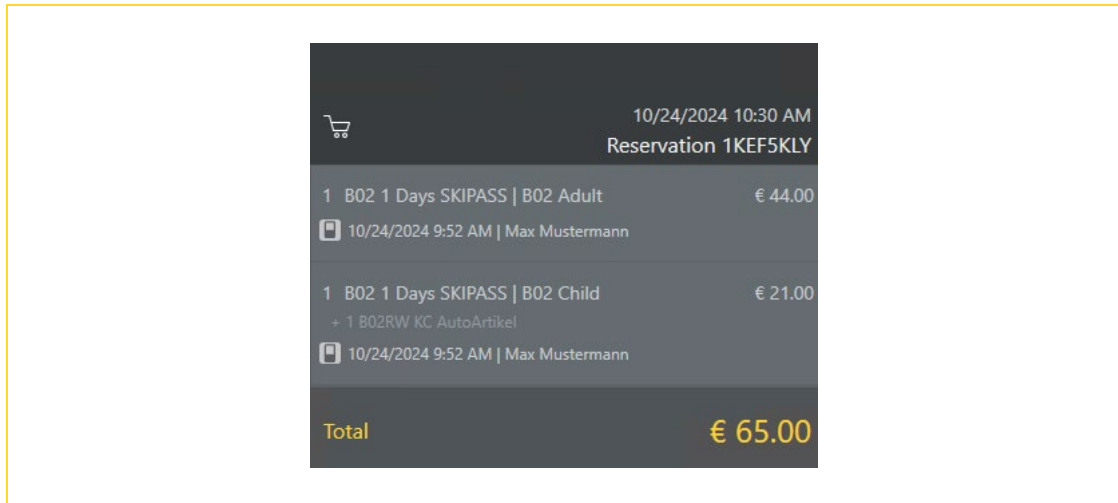 10/24/2024 10:30 AM
Reservation 1KEF5KLY
1 B02 1 Days SKIPASS | B02 Adult € 44.00
10/24/2024 9:52 AM | Max Mustermann
1 B02 1 Days SKIPASS | B02 Child € 21.00
+ 1 B02RW KC AutoArtikel
10/24/2024 9:52 AM | Max Mustermann
Total € 65.00